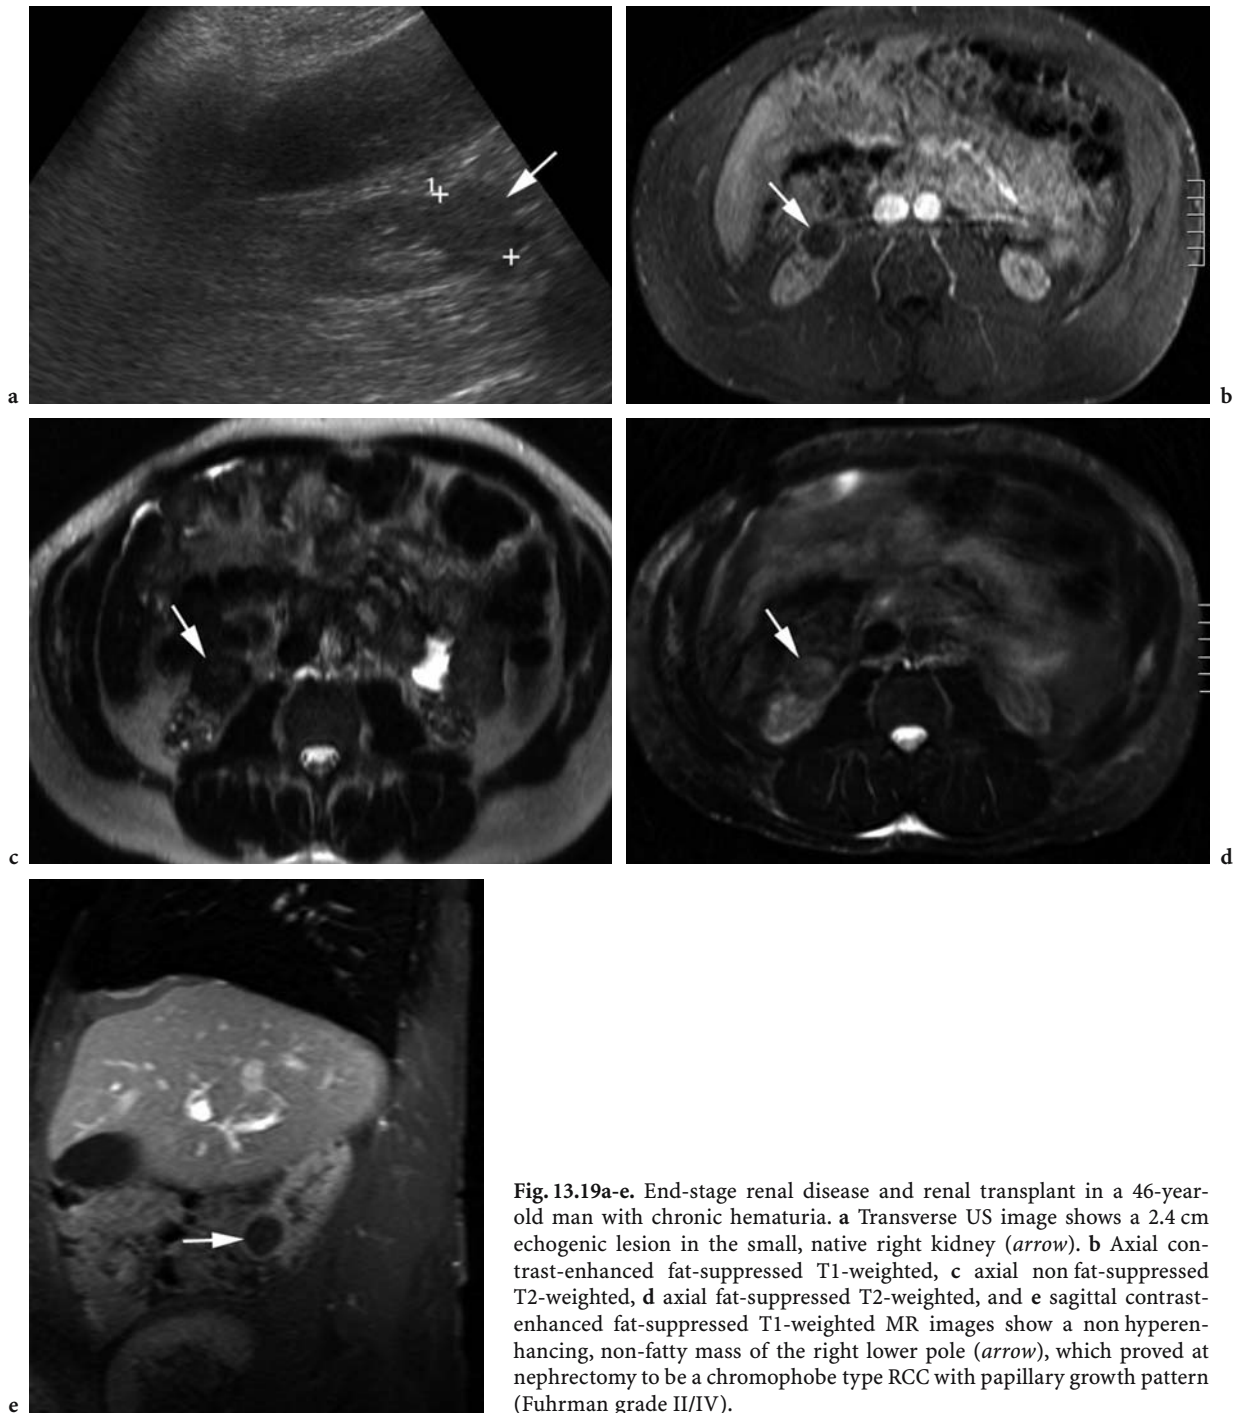 1
a
b
c
d
e
Fig. 13.19a-e. End-stage renal disease and renal transplant in a 46-year-
old man with chronic hematuria. a Transverse US image shows a 2.4 cm
echogenic lesion in the small, native right kidney (arrow). b Axial con-
trast-enhanced fat-suppressed T1-weighted, c axial non fat-suppressed
T2-weighted, d axial fat-suppressed T2-weighted, and e sagittal contrast-
enhanced fat-suppressed T1-weighted MR images show a non hyperen-
hancing, non-fatty mass of the right lower pole (arrow), which proved at
nephrectomy to be a chromophobe type RCC with papillary growth pattern
(Fuhrman grade II/IV).